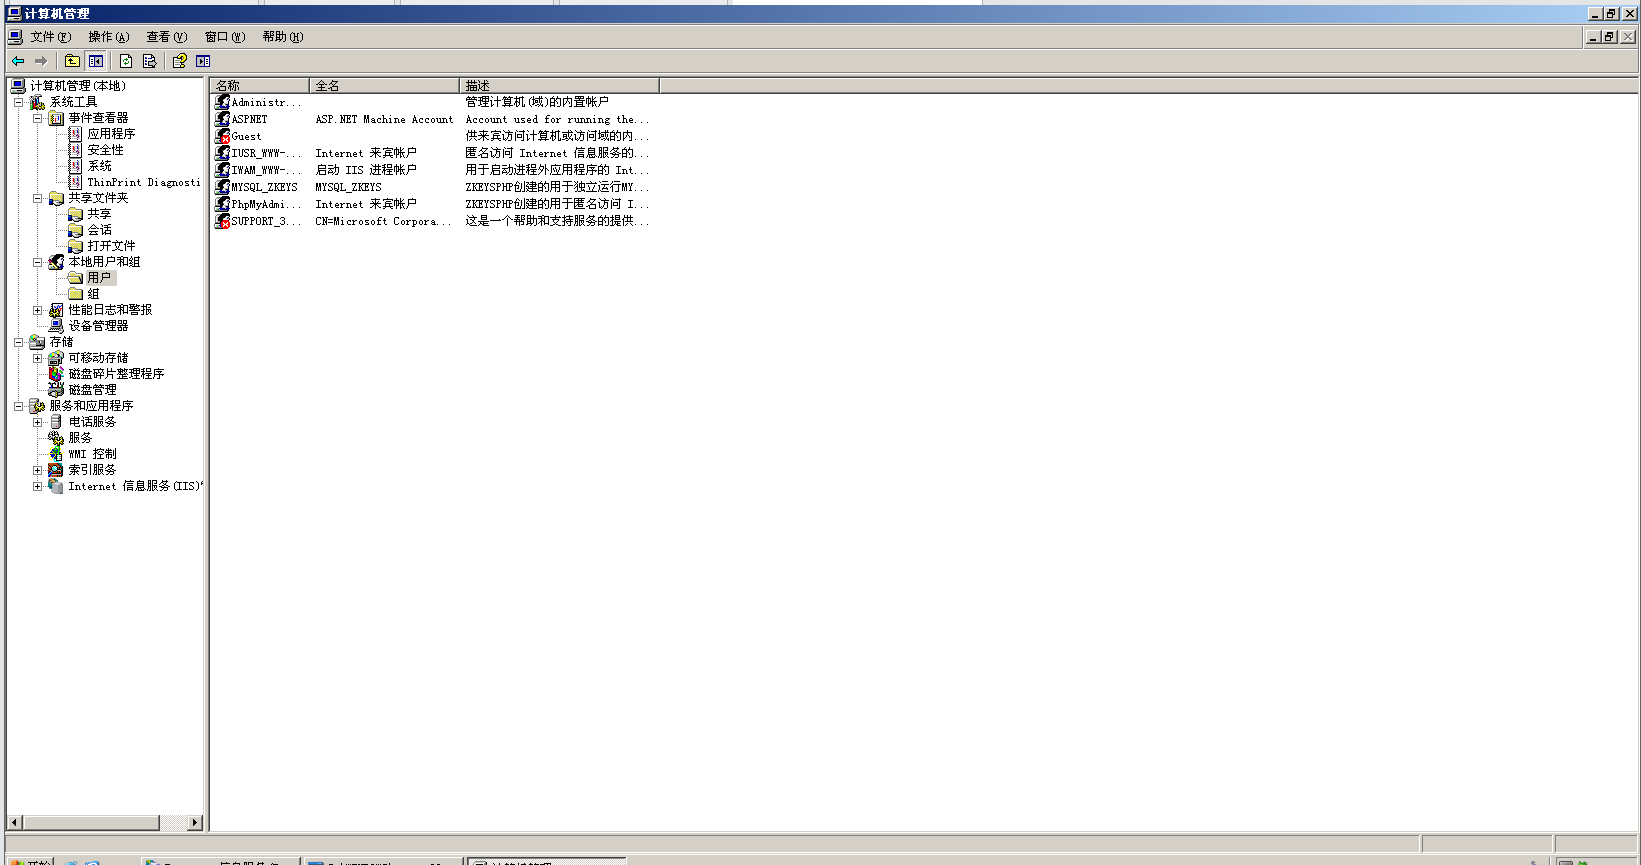 计算机管理
文件(F) 操作(A) 查看(V) 窗口(W) 帮助(H)
计算机管理(本地)
系统工具
事件查看器
应用程序
安全性
系统
ThinPrint Diagnosti
共享文件夹
共享
会话
打开文件
本地用户和组
用户
组
性能日志和警报
设备管理器
存储
可移动存储
磁盘碎片整理程序
磁盘管理
服务和应用程序
电话服务
服务
WMI 控制
索引服务
Internet 信息服务(IIS)
名称 全名 描述
Administr... 管理计算机(域)的内置帐户
ASPNET ASP.NET Machine Account Account used for running the...
Guest 供来宾访问计算机或访问域的内...
IUSR_WWW-... Internet 来宾帐户 匿名访问 Internet 信息服务的...
IWAM_WWW-... 启动 IIS 进程帐户 用于启动进程外应用程序的 Int...
MYSQL_ZKEYS MYSQL_ZKEYS ZKEYSPHP创建的用于独立运行MY...
PhpMyAdmi... Internet 来宾帐户 ZKEYSPHP创建的用于匿名访问 I...
SUPPORT_3... CN=Microsoft Corpora... 这是一个帮助和支持服务的提供...
开始
计算机管理